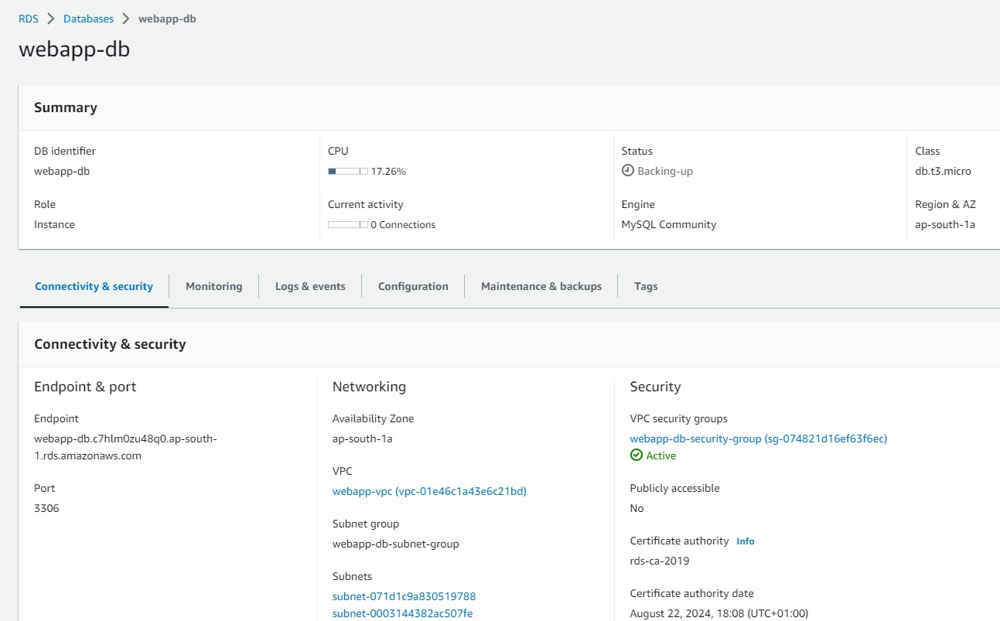 RDS > Databases > webapp-db
webapp-db
Summary
DB identifier
webapp-db
CPU
17.26%
Status
Backing-up
Class
db.t3.micro
Role
Instance
Current activity
0 Connections
Engine
MySQL Community
Region & AZ
ap-south-1a
Connectivity & security
Monitoring
Logs & events
Configuration
Maintenance & backups
Tags
Connectivity & security
Endpoint & port
Endpoint
webapp-db.c7hlm0zu48q0.ap-south-
1.rds.amazonaws.com
Port
3306
Networking
Availability Zone
ap-south-1a
VPC
webapp-vpc (vpc-01e46c1a43e6c21bd)
Subnet group
webapp-db-subnet-group
Subnets
subnet-071d1c9a830519788
subnet-0003144382ac507fe
Security
VPC security groups
webapp-db-security-group (sg-074821d16ef63f6ec)
Active
Publicly accessible
No
Certificate authority Info
rds-ca-2019
Certificate authority date
August 22, 2024, 18:08 (UTC+01:00)